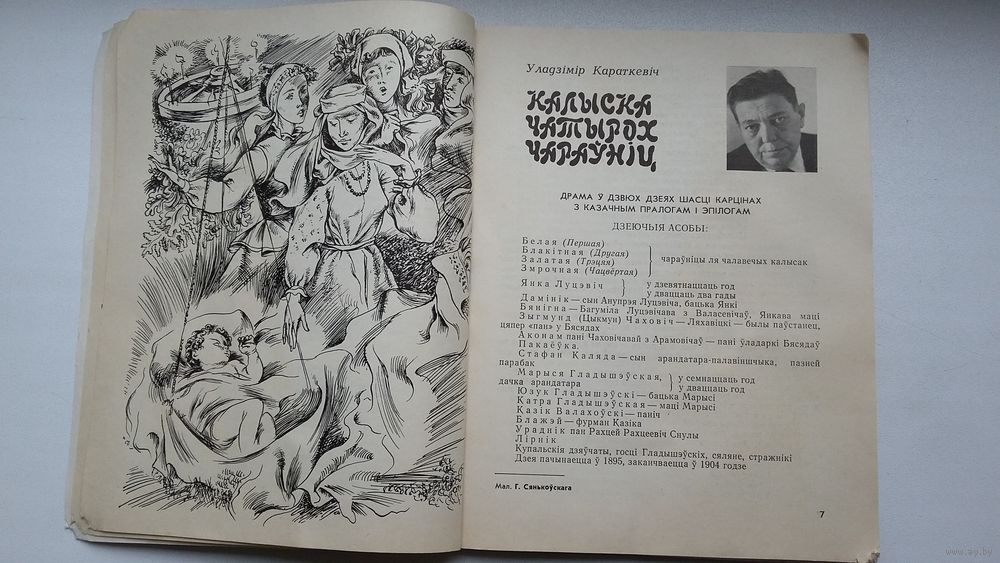 Уладзімір Караткевіч
КАЛЫСКА
ЧАТЫРОХ
ЧАРАЎНІЦ
ДРАМА Ў ДЗВЮХ ДЗЕЯХ ШАСЦІ КАРЦІНАХ
З КАЗАЧНЫМ ПРАЛОГАМ І ЭПІЛОГАМ
ДЗЕЮЧЫЯ АСОБЫ:
Белая (Першая)
Блакітная (Другая)
Залатая (Трэцяя)
Змрочная (Чацвёртая)
чараўніцы ля чалавечых калысак
Янка Луцэвіч
у дзевятнаццаць год
у дваццаць два гады
Дамінік — сын Анупрэя Луцэвіча, бацька Янкі
Бянігна — Багуміла Луцэвічава з Валасевічаў, Янкава маці
Зыгмунд (Цыкмун) Чаховіч — Ляхавіцкі — былы паўстанец,
цяпер «пан» у Бясядах
Аконам пані Чаховічавай з Арамовічаў — пані ўладаркі Бясядаў
Пакаёўка.
Стафан Каляда — сын арандатара-палавіншчыка, пазней
парабак
Марыся Гладышэўская,
дачка арандатара
у семнаццаць год
у дваццаць год
Юзук Гладышэўскі — бацька Марысі
Катра Гладышэўская — маці Марысі
Казік Валахоўскі — паніч
Блажэй — фурман Казіка
Ураднік пан Рахцей Рахцеевіч Снулы
Лірнік
Купальскія дзяўчаты, госці Гладышэўскіх, сяляне, стражнікі
Дзея пачынаецца ў 1895, заканчваецца ў 1904 годзе
Мал. Г. Сянькоўскага
7
www.ay.by